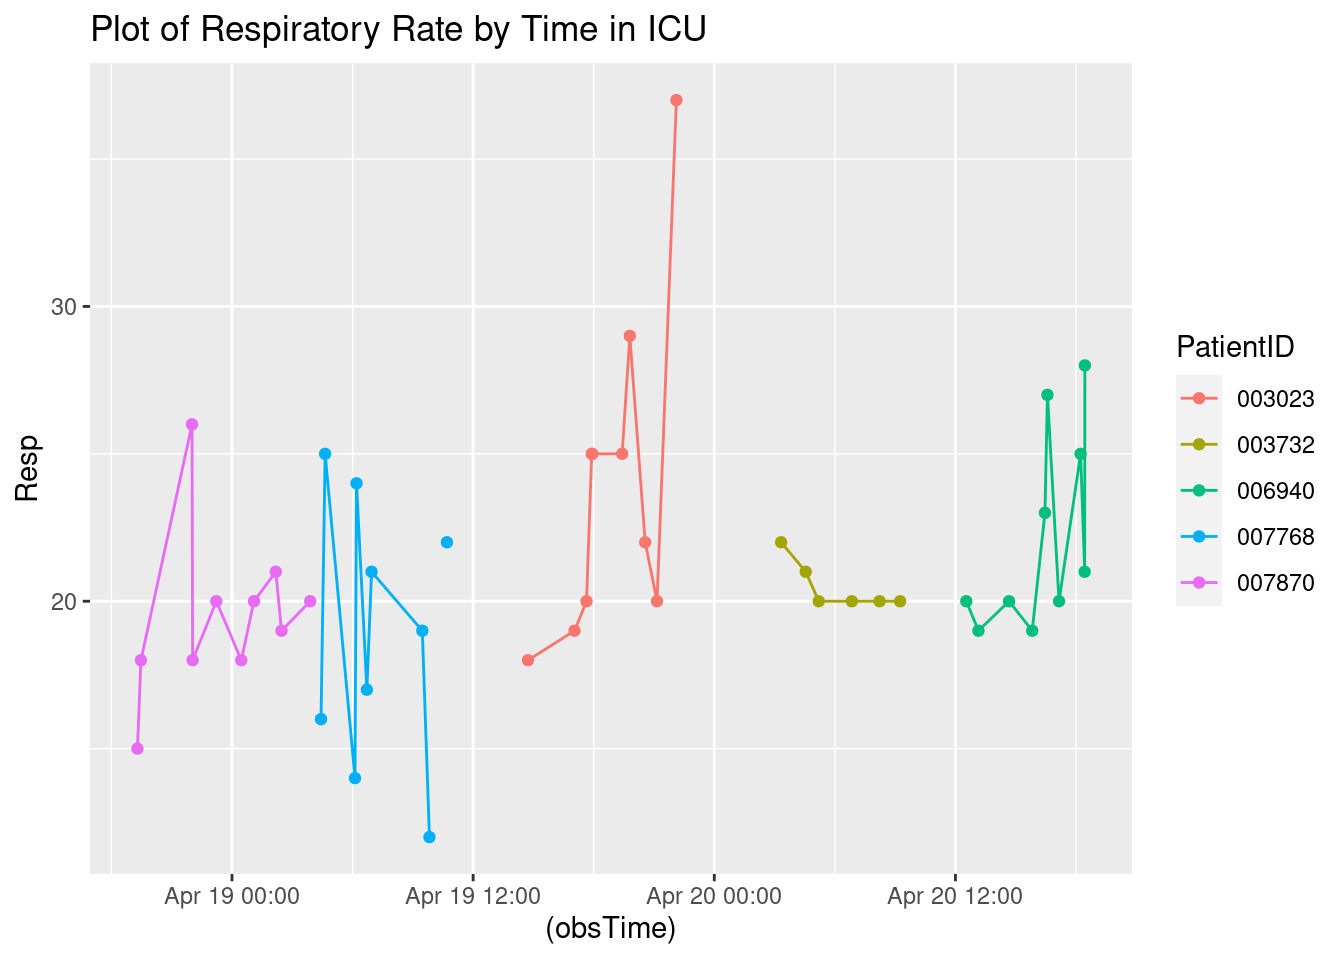 Plot of Respiratory Rate by Time in ICU
Resp
30
20
Apr 19 00:00
Apr 19 12:00
Apr 20 00:00
Apr 20 12:00
(obsTime)
PatientID
003023
003732
006940
007768
007870